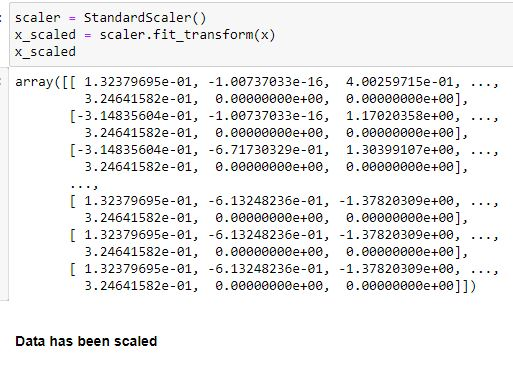 scaler = StandardScaler()
x_scaled = scaler.fit_transform(x)
x_scaled
array([[ 1.32379695e-01, -1.00737033e-16,  4.00259715e-01, ...,
         3.24641582e-01,  0.00000000e+00,  0.00000000e+00],
       [-3.14835604e-01, -1.00737033e-16,  1.17020358e+00, ...,
         3.24641582e-01,  0.00000000e+00,  0.00000000e+00],
       [-3.14835604e-01, -6.71730329e-01,  1.30399107e+00, ...,
         3.24641582e-01,  0.00000000e+00,  0.00000000e+00],
       ...,
       [ 1.32379695e-01, -6.13248236e-01, -1.37820309e+00, ...,
         3.24641582e-01,  0.00000000e+00,  0.00000000e+00],
       [ 1.32379695e-01, -6.13248236e-01, -1.37820309e+00, ...,
         3.24641582e-01,  0.00000000e+00,  0.00000000e+00],
       [ 1.32379695e-01, -6.13248236e-01, -1.37820309e+00, ...,
         3.24641582e-01,  0.00000000e+00,  0.00000000e+00]])
Data has been scaled